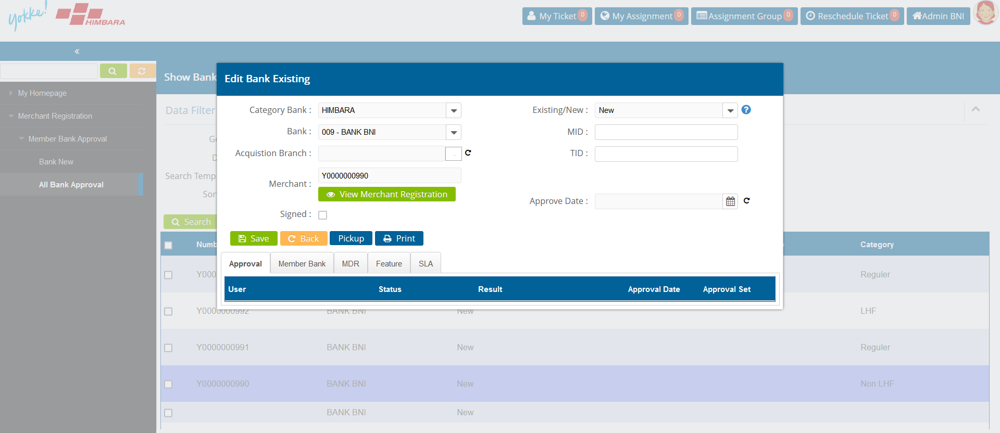 Yokke!
HIMBARA
My Ticket 0
My Assignment 0
Assignment Group 0
Reschedule Ticket 0
Admin BNI
«
Show Bank
My Homepage
Merchant Registration
Member Bank Approval
Bank New
All Bank Approval
Data Filter
Search Temp
Sor
Search
Edit Bank Existing
Category Bank : HIMBARA
Existing/New : New ?
Bank : 009 - BANK BNI
MID :
Acquistion Branch : .
TID :
Merchant : Y0000000990
View Merchant Registration
Approve Date :
Signed :
Save Back Pickup Print
Approval Member Bank MDR Feature SLA
User Status Result Approval Date Approval Set
Numb Category
Y000 Reguler
Y0000000992 BANK BNI New LHF
Y0000000991 BANK BNI New Reguler
Y0000000990 BANK BNI New Non LHF
BANK BNI New